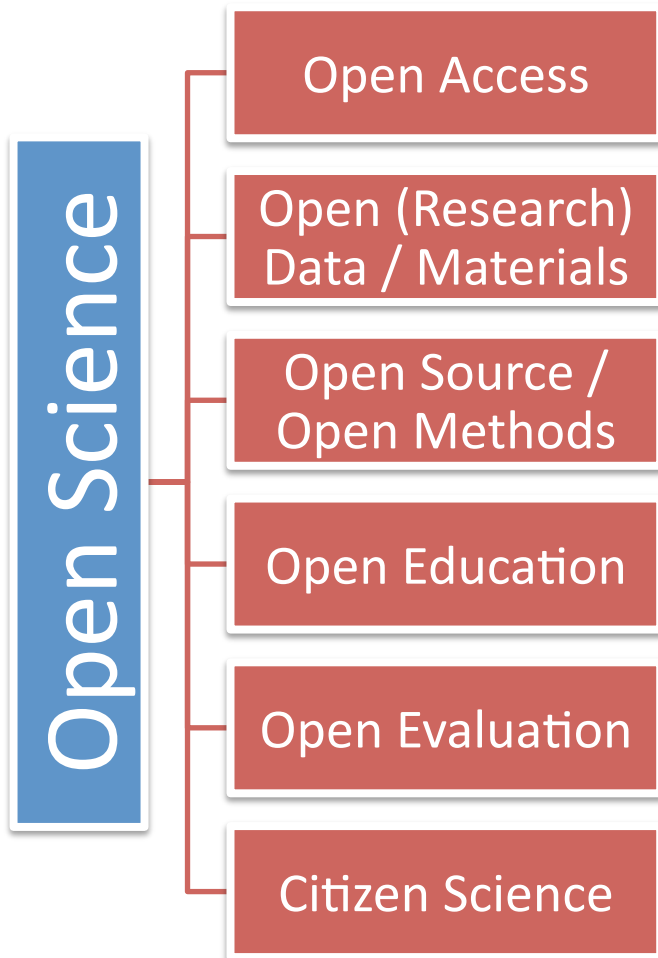 Open Science
Open Access
Open (Research)
Data / Materials
Open Source /
Open Methods
Open Education
Open Evaluation
Citizen Science